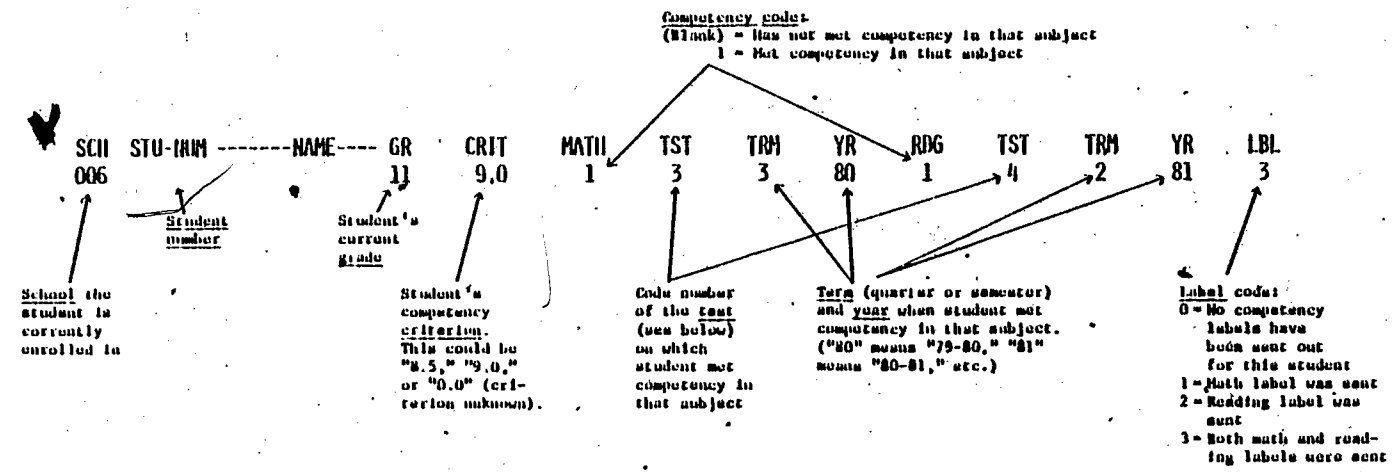 Competency code:
(Blank) = Has not met competency in that subject
1 = Met competency in that subject
SCH STU-NUM -------NAME---- GR CRIT MATH TST TRM YR RDG TST TRM YR LBL
006 11 9.0 1 3 3 80 1 4 2 81 3
Student
number
Student's
current
grade
School the
student is
currently
enrolled in
Student's
competency
criterion.
This could be
"8.5," "9.0,"
or "0.0" (cri-
terion unknown).
Code number
of the test
(see below)
on which
student met
competency in
that subject
Term (quarter or semester)
and year when student met
competency in that subject.
("80" means "79-80," "81"
means "80-81," etc.)
Label code:
0 = No competency
labels have
been sent out
for this student
1 = Math label was sent
2 = Reading label was
sent
3 = Both math and read-
ing labels were sent